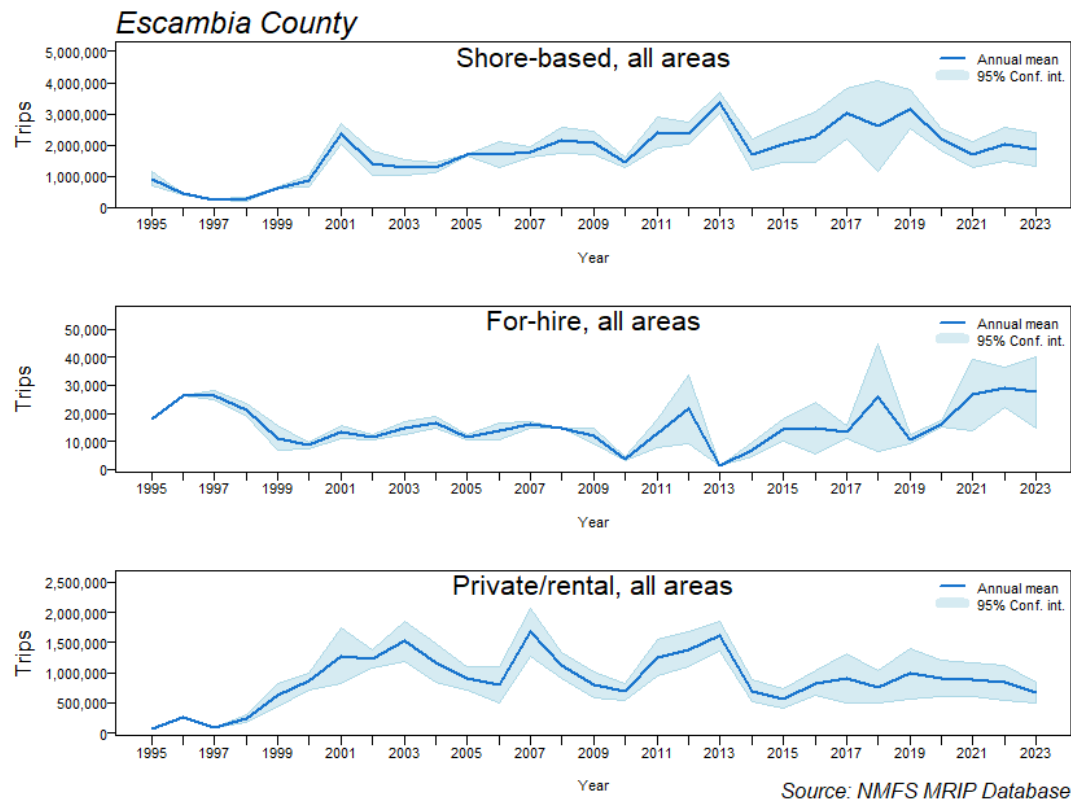 Escambia County
Shore-based, all areas
Annual mean
95% Conf. int.
Trips
5,000,000
4,000,000
3,000,000
2,000,000
1,000,000
0
1995 1997 1999 2001 2003 2005 2007 2009 2011 2013 2015 2017 2019 2021 2023
Year
For-hire, all areas
Annual mean
95% Conf. int.
Trips
50,000
40,000
30,000
20,000
10,000
0
1995 1997 1999 2001 2003 2005 2007 2009 2011 2013 2015 2017 2019 2021 2023
Year
Private/rental, all areas
Annual mean
95% Conf. int.
Trips
2,500,000
2,000,000
1,500,000
1,000,000
500,000
0
1995 1997 1999 2001 2003 2005 2007 2009 2011 2013 2015 2017 2019 2021 2023
Year
Source: NMFS MRIP Database